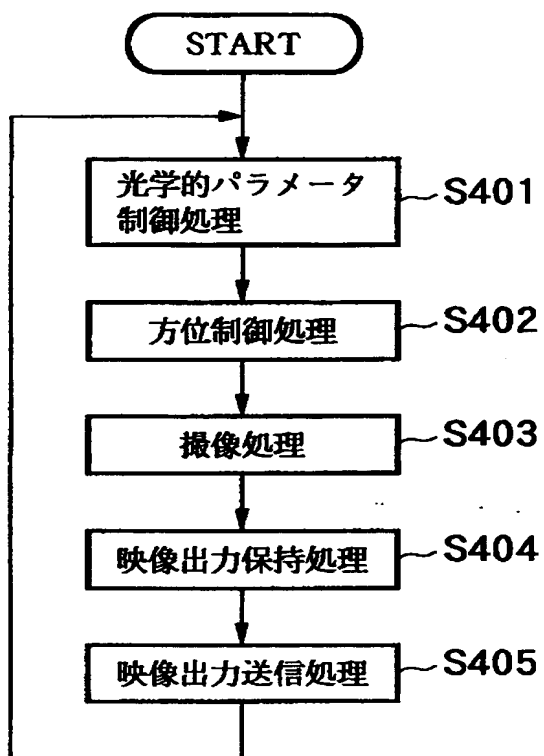 START
光学的パラメータ
制御処理
S401
方位制御処理
S402
撮像処理
S403
映像出力保持処理
S404
映像出力送信処理
S405